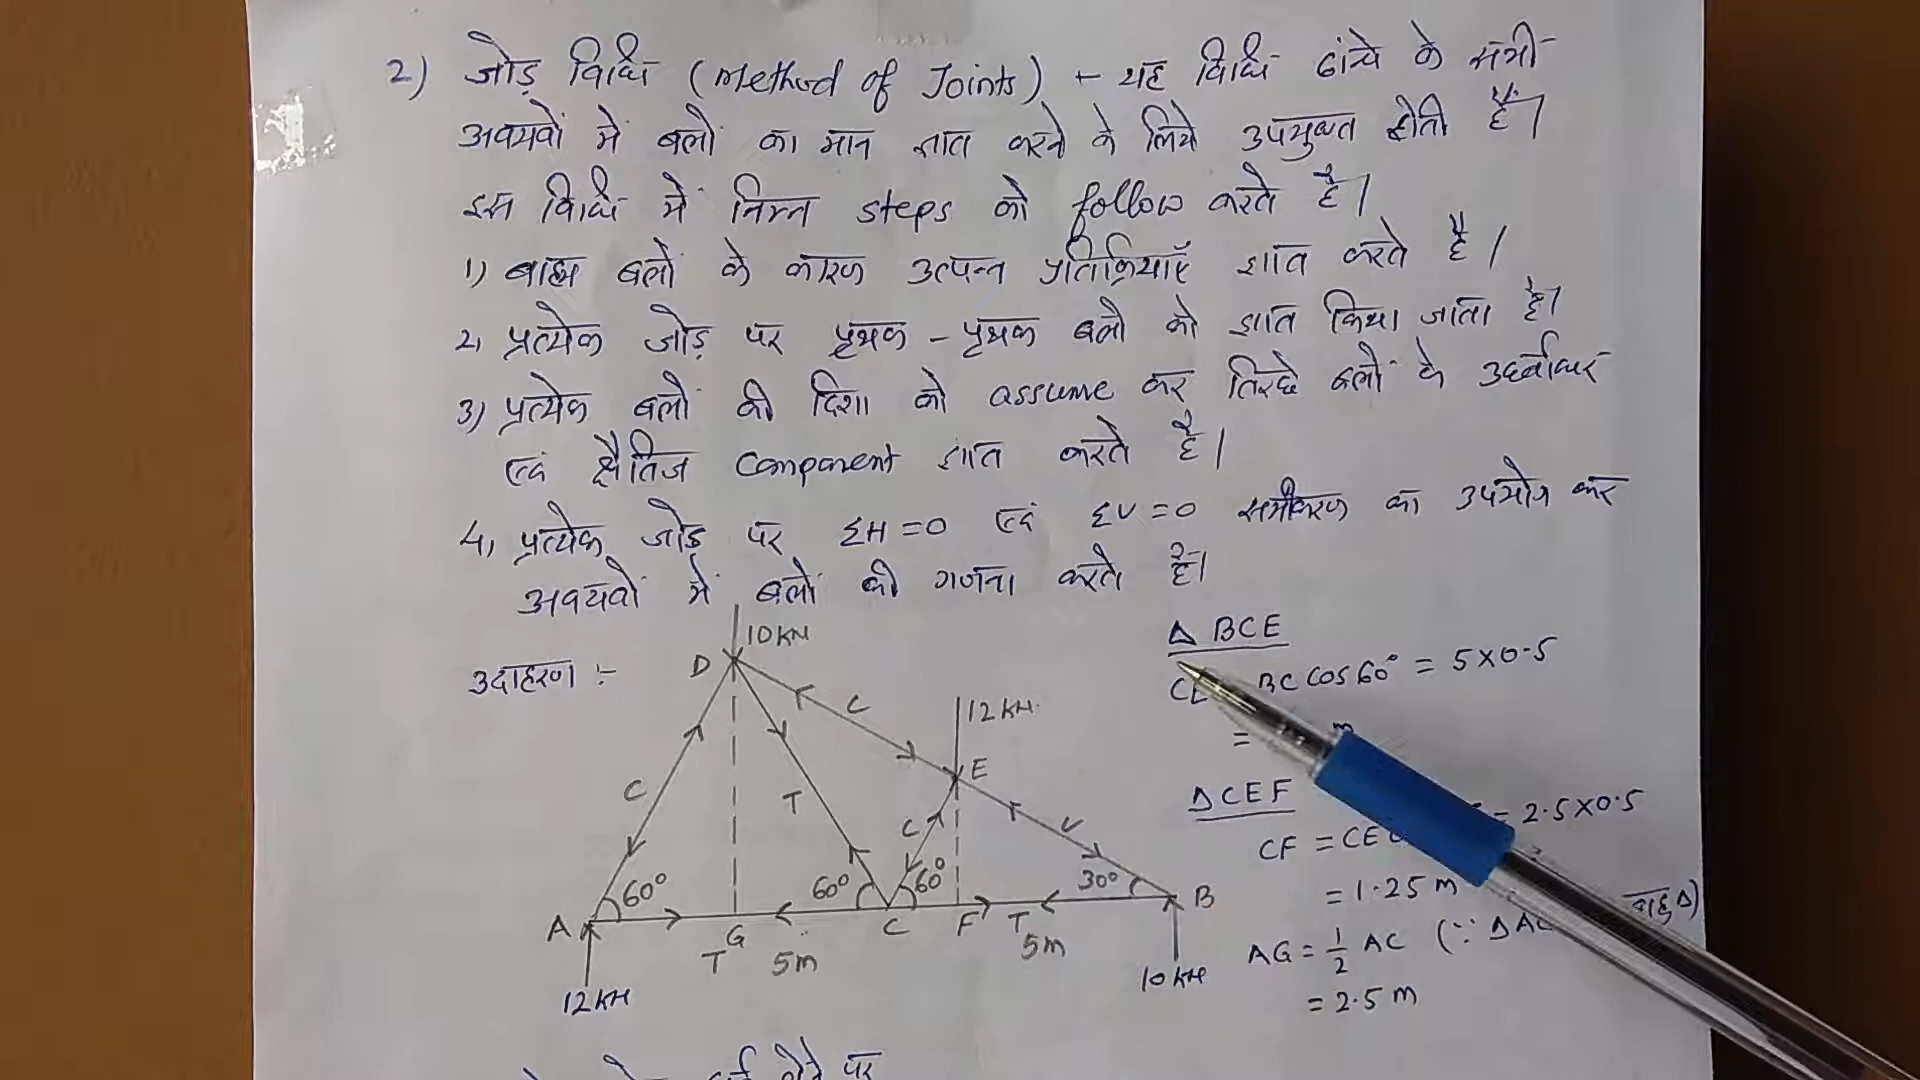 2) जोड़ विधि (Method of Joints) :- यह विधि ढांचे के सभी
अवयवों में बलों का मान ज्ञात करने के लिये उपयुक्त होती है।
इस विधि में निम्न steps को follow करते है।
1) बाह्य बलों के कारण उत्पन्न प्रतिक्रियाएँ ज्ञात करते है।
2, प्रत्येक जोड़ पर पृथक - पृथक बलो को ज्ञात किया जाता है।
3) प्रत्येक बलों की दिशा को assume कर तिरछे बलों के उर्ध्वाधर
एवं क्षैतिज Component ज्ञात करते है।
4, प्रत्येक जोड़ पर ΣH = 0 एवं ΣV = 0 समीकरण का उपयोग कर
अवयवों में बलों की गणना करते है।
उदाहरण :-
10 KN
D
C
12 KN
E
C
T
C
C
60°
60°
60°
30°
A
G
C
F
B
T
5m
T
5m
12 KN
10 KN
Δ BCE
CE BC Cos 60° = 5 X 0.5
= m
Δ CEF
CF = CE = 2.5 X 0.5
= 1.25 m
AG = 1/2 AC (∵ Δ AC बाहु Δ)
= 2.5 m
होने पर